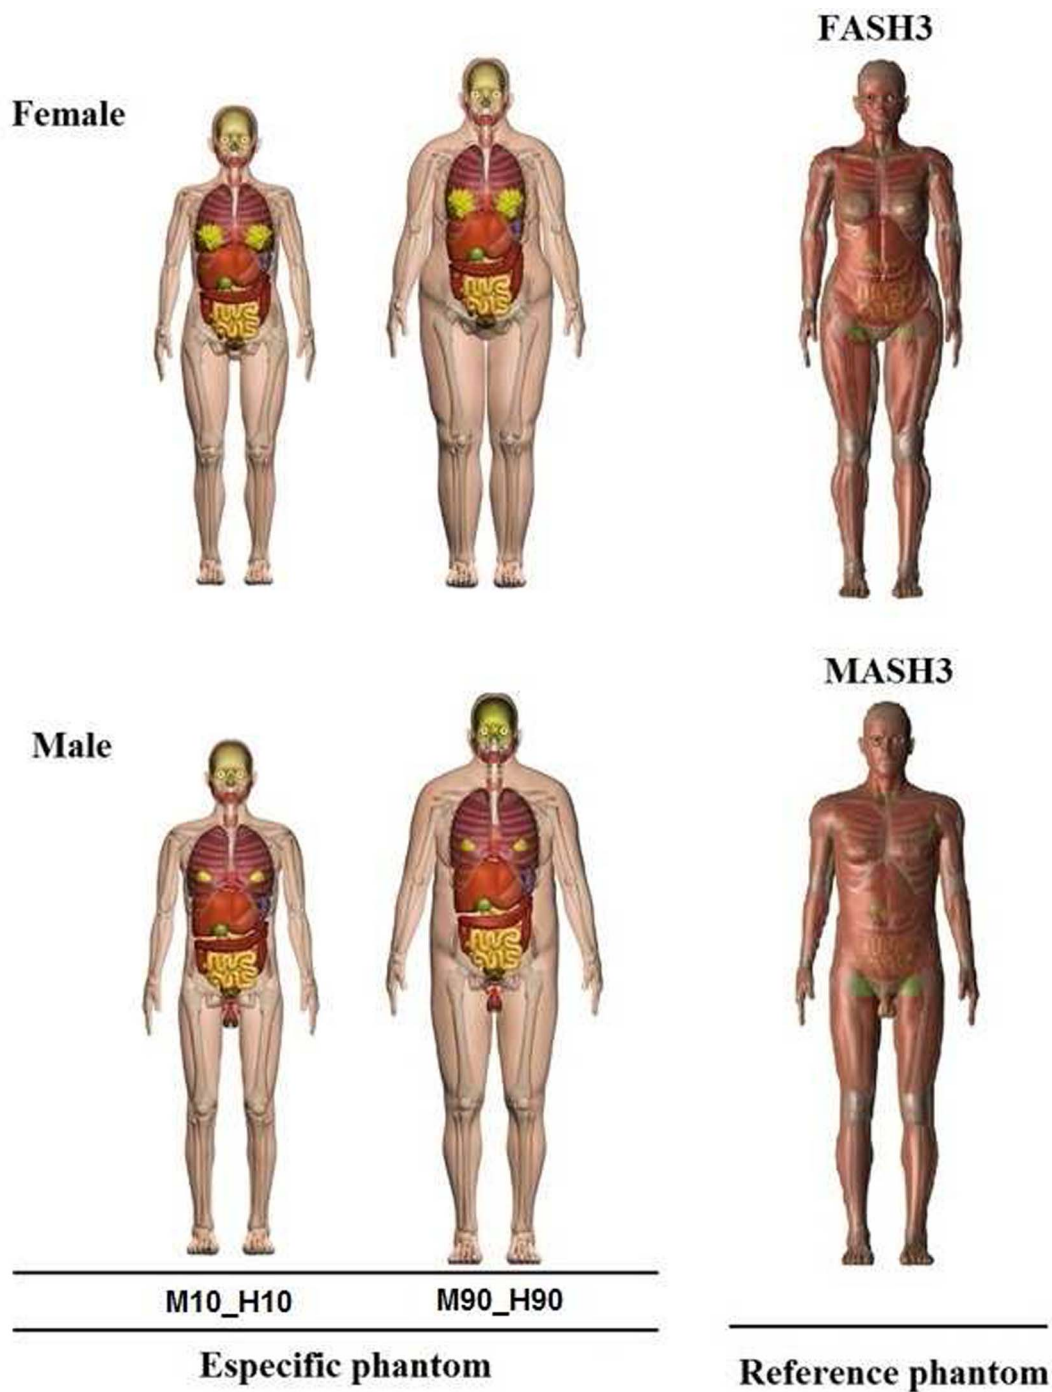 FASH3
Female
MASH3
Male
M10_H10 M90_H90
Especific phantom
Reference phantom